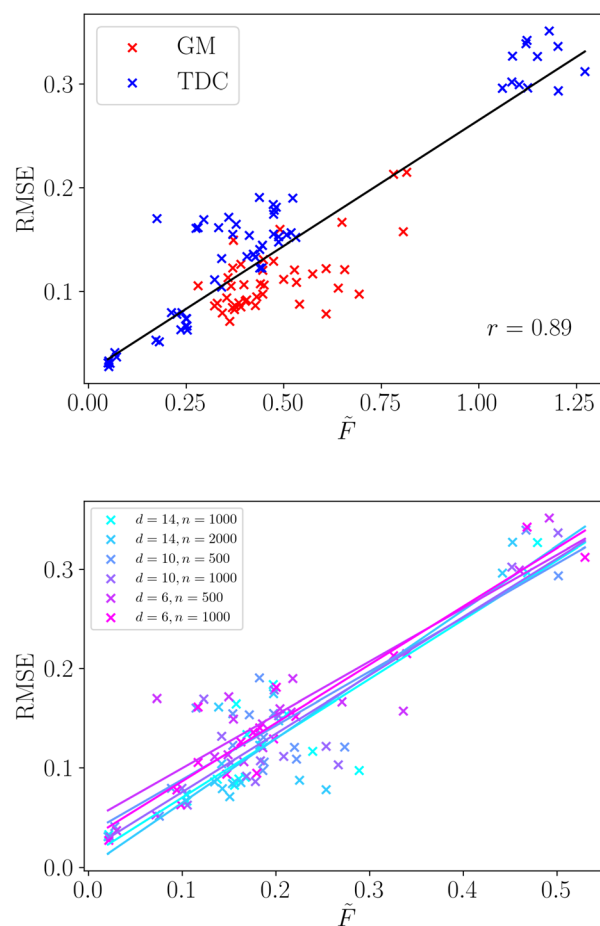 GM
TDC
RMSE
0.3
0.2
0.1
r = 0.89
0.00 0.25 0.50 0.75 1.00 1.25
F̃
d = 14, n = 1000
d = 14, n = 2000
d = 10, n = 500
d = 10, n = 1000
d = 6, n = 500
d = 6, n = 1000
RMSE
0.3
0.2
0.1
0.0
0.0 0.1 0.2 0.3 0.4 0.5
F̃